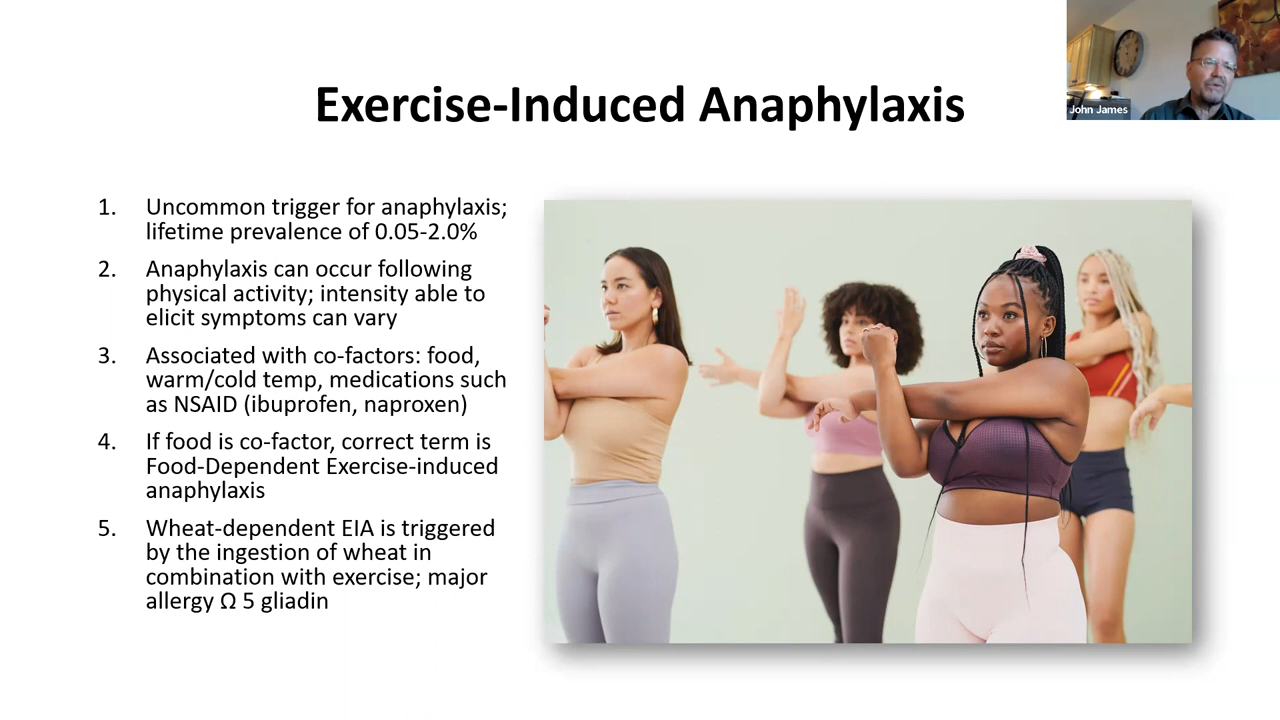 Exercise-Induced Anaphylaxis
John James
1. Uncommon trigger for anaphylaxis;
lifetime prevalence of 0.05-2.0%
2. Anaphylaxis can occur following
physical activity; intensity able to
elicit symptoms can vary
3. Associated with co-factors: food,
warm/cold temp, medications such
as NSAID (ibuprofen, naproxen)
4. If food is co-factor, correct term is
Food-Dependent Exercise-induced
anaphylaxis
5. Wheat-dependent EIA is triggered
by the ingestion of wheat in
combination with exercise; major
allergy Ω 5 gliadin